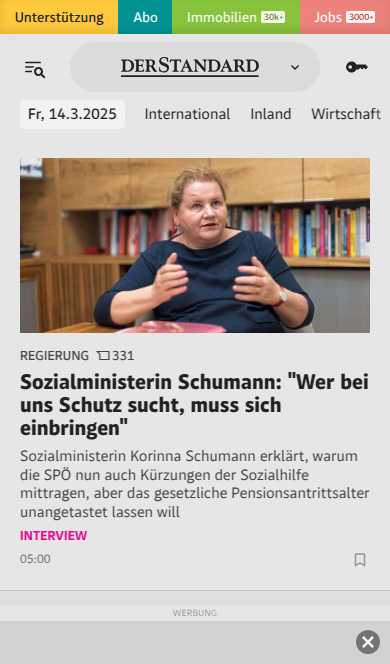 Unterstützung Abo Immobilien 30k+ Jobs 3000+
DERSTANDARD
Fr, 14.3.2025 International Inland Wirtschaft
REGIERUNG 331
Sozialministerin Schumann: "Wer bei
uns Schutz sucht, muss sich
einbringen"
Sozialministerin Korinna Schumann erklärt, warum
die SPÖ nun auch Kürzungen der Sozialhilfe
mittragen, aber das gesetzliche Pensionsantrittsalter
unangetastet lassen will
INTERVIEW
05:00
WERBUNG